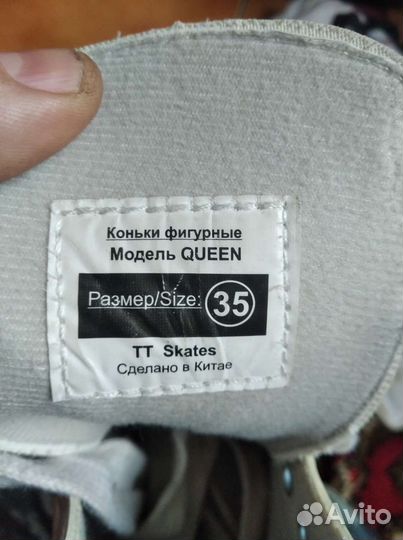 Коньки фигурные
Модель QUEEN
Размер/Size: 35
TT Skates
Сделано в Китае
Avito